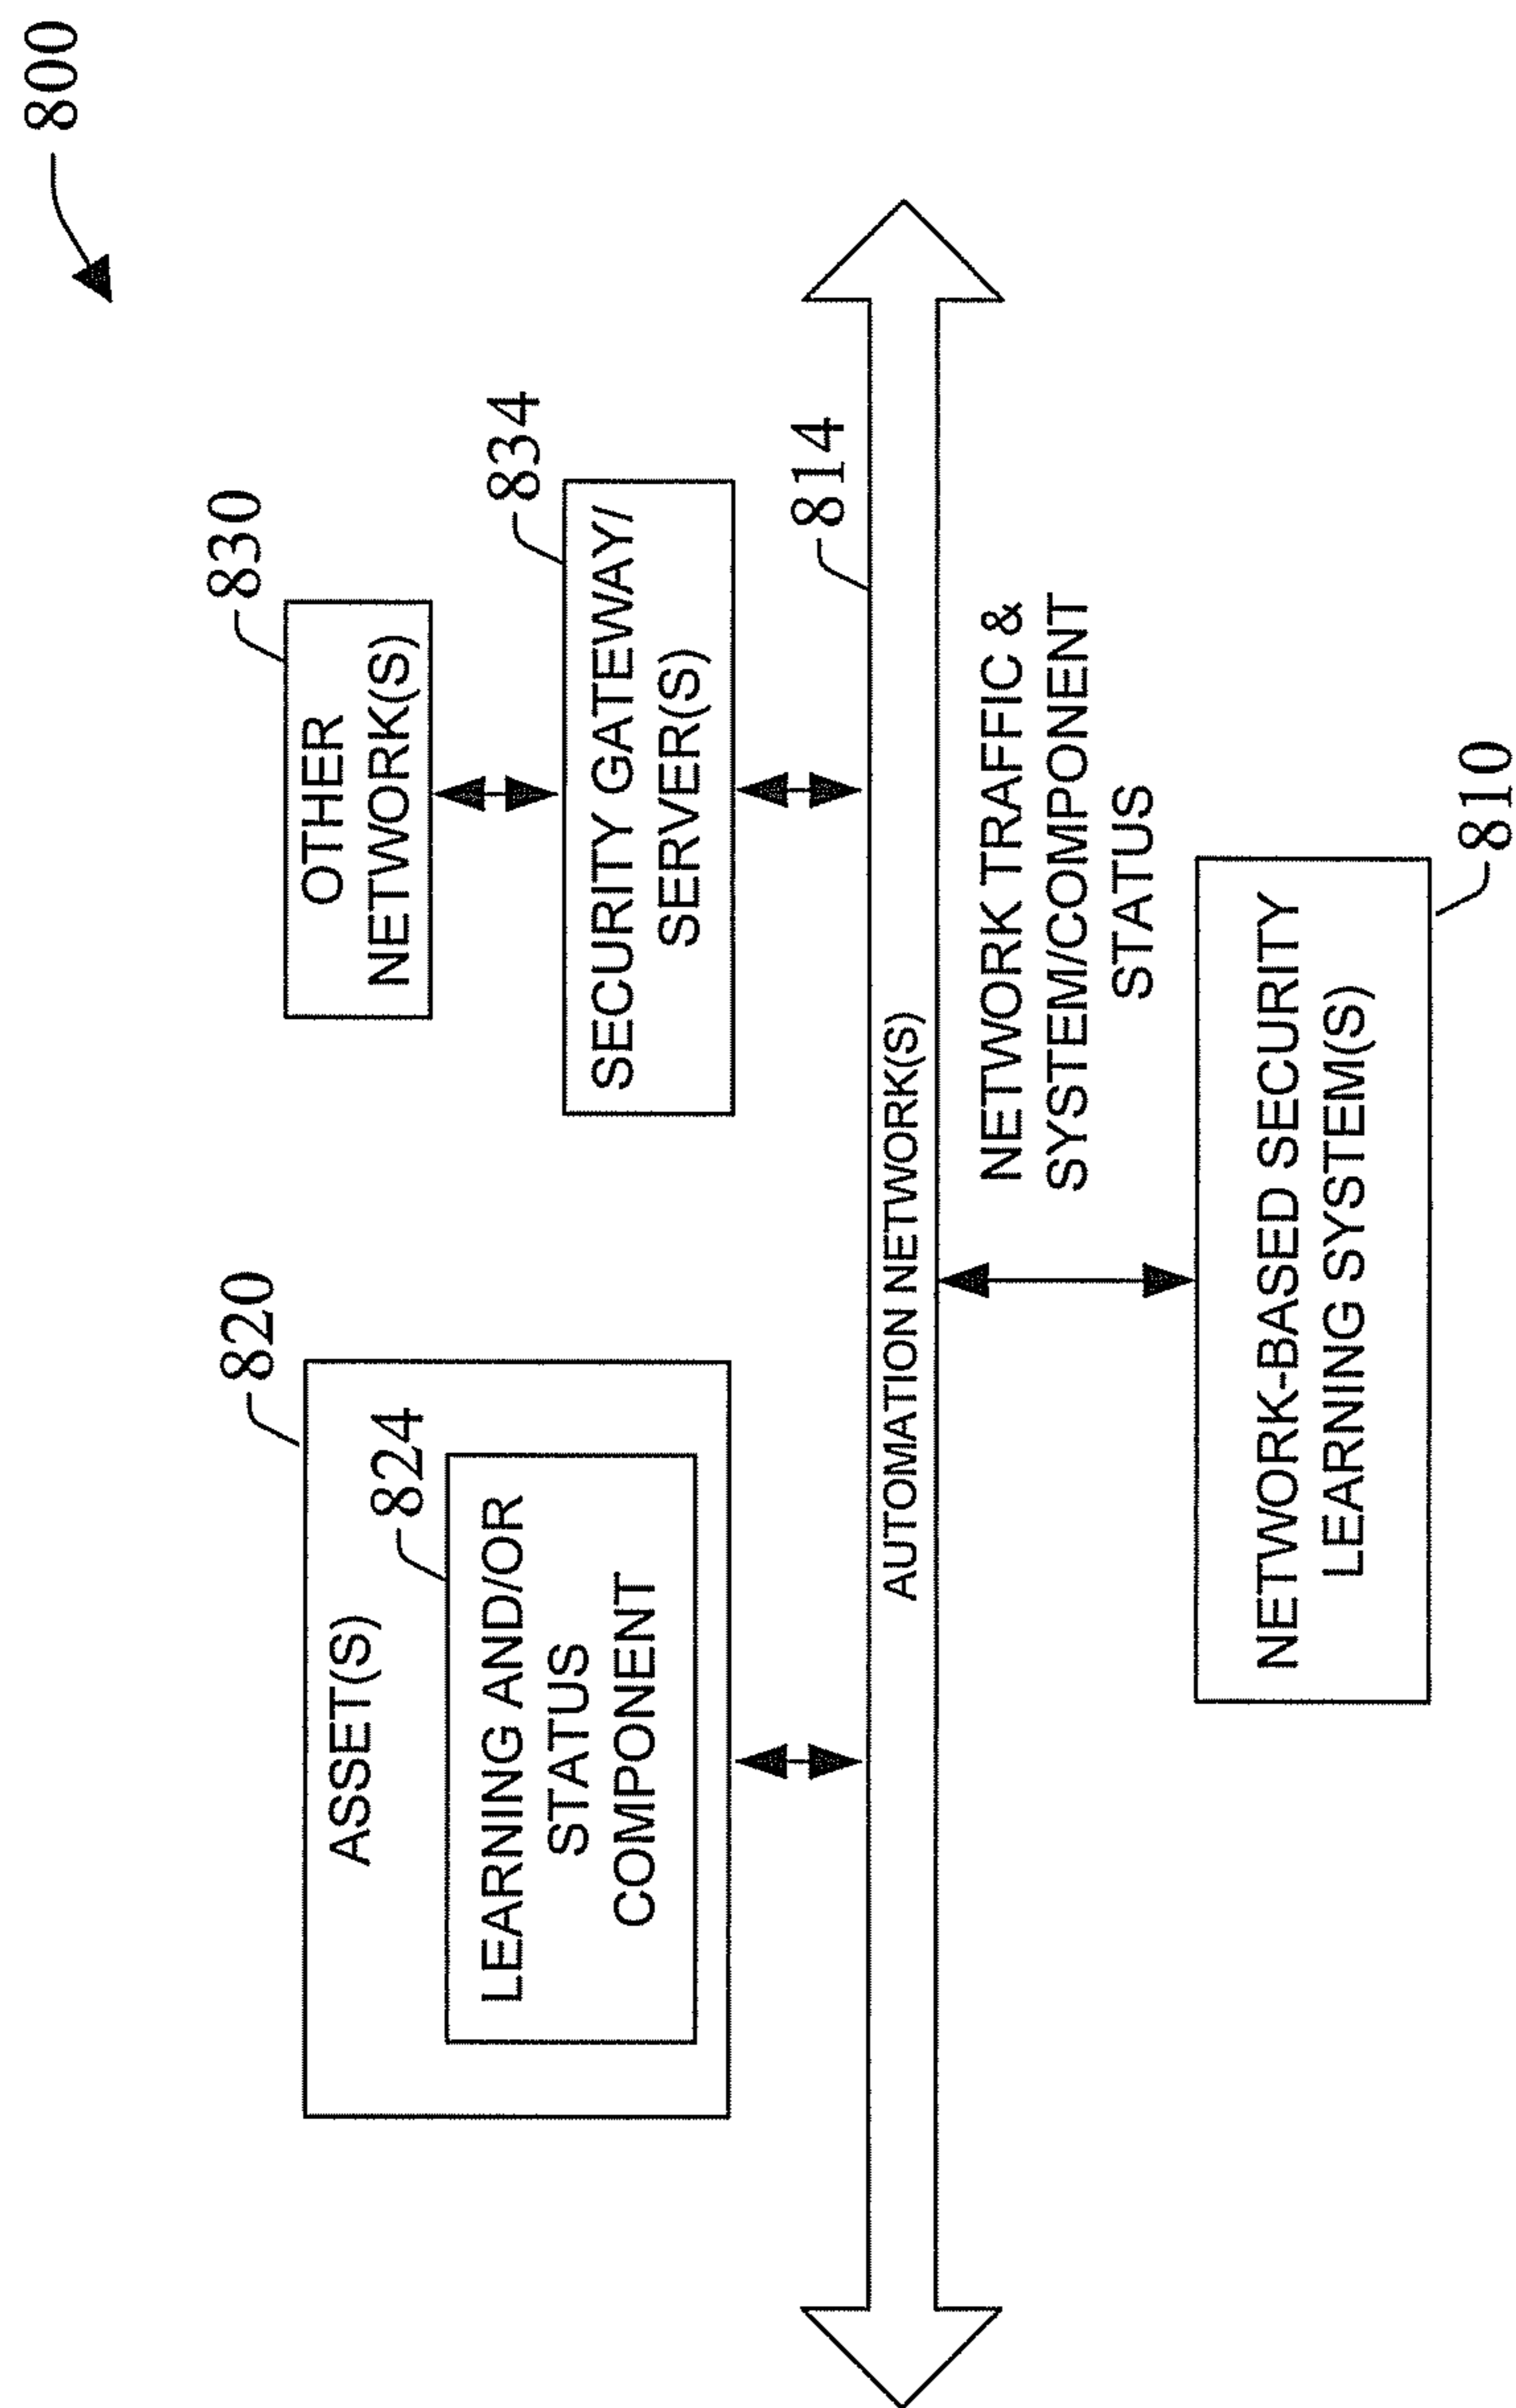 800
820
ASSET(S)
824
LEARNING AND/OR
STATUS
COMPONENT
830
OTHER
NETWORK(S)
834
SECURITY GATEWAY/
SERVER(S)
814
AUTOMATION NETWORK(S)
NETWORK TRAFFIC &
SYSTEM/COMPONENT
STATUS
NETWORK-BASED SECURITY
LEARNING SYSTEM(S)
810